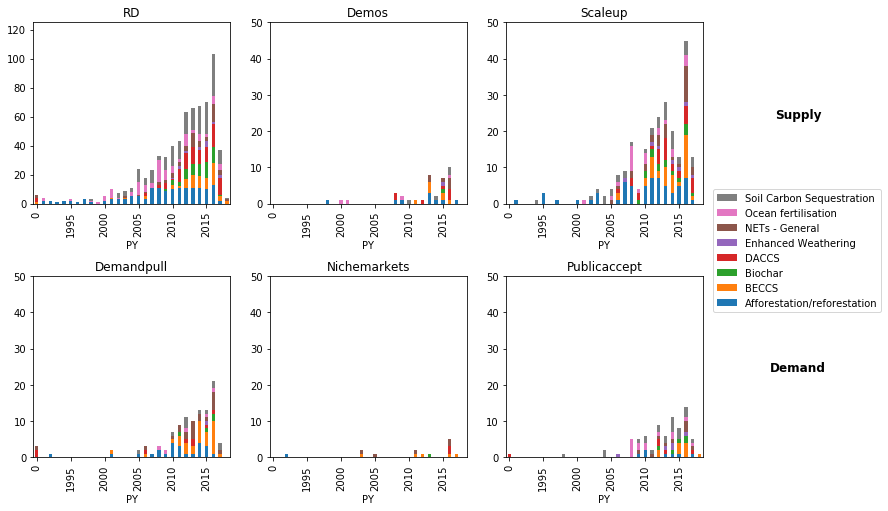 RD
120
100
80
60
40
20
0
0 1995 2000 2005 2010 2015
PY
Demos
50
40
30
20
10
0
0 1995 2000 2005 2010 2015
PY
Scaleup
50
40
30
20
10
0
0 1995 2000 2005 2010 2015
PY
Supply
Soil Carbon Sequestration
Ocean fertilisation
NETs - General
Enhanced Weathering
DACCS
Biochar
BECCS
Afforestation/reforestation
Demandpull
50
40
30
20
10
0
0 1995 2000 2005 2010 2015
PY
Nichemarkets
50
40
30
20
10
0
0 1995 2000 2005 2010 2015
PY
Publicaccept
50
40
30
20
10
0
0 1995 2000 2005 2010 2015
PY
Demand